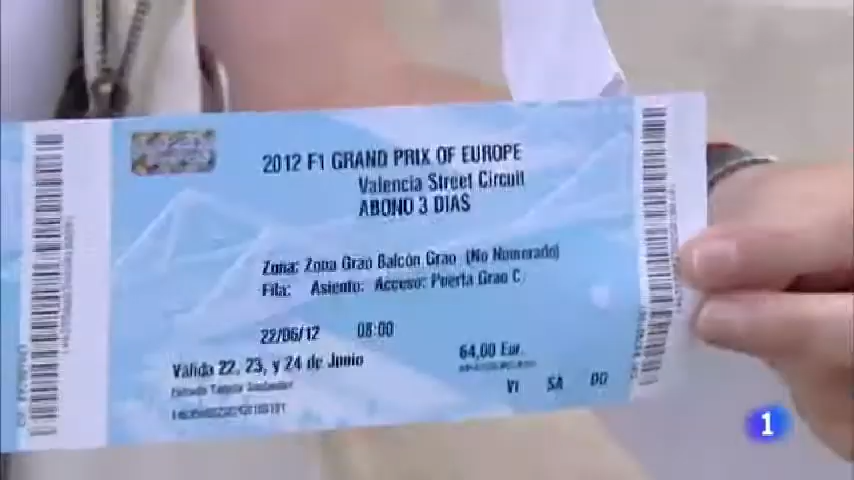 2012 F1 GRAND PRIX OF EUROPE
Valencia Street Circuit
ABONO 3 DIAS
Zona: Zona Grao Balcón Grao (No Numerado)
Fila: Asiento: Acceso: Puerta Grao C
22/06/12 08:00
Válida 22, 23, y 24 de Junio
64,00 Eur.
VI SA DO
1